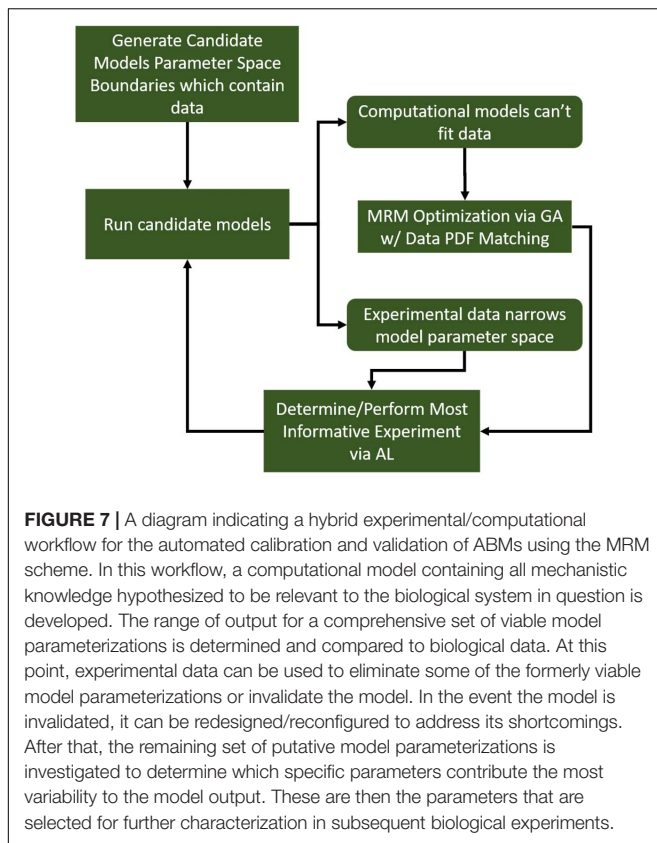 Generate Candidate
Models Parameter Space
Boundaries which contain
data
Computational models can't
fit data
Run candidate models
MRM Optimization via GA
w/ Data PDF Matching
Experimental data narrows
model parameter space
Determine/Perform Most
Informative Experiment
via AL
FIGURE 7 | A diagram indicating a hybrid experimental/computational
workflow for the automated calibration and validation of ABMs using the MRM
scheme. In this workflow, a computational model containing all mechanistic
knowledge hypothesized to be relevant to the biological system in question is
developed. The range of output for a comprehensive set of viable model
parameterizations is determined and compared to biological data. At this
point, experimental data can be used to eliminate some of the formerly viable
model parameterizations or invalidate the model. In the event the model is
invalidated, it can be redesigned/reconfigured to address its shortcomings.
After that, the remaining set of putative model parameterizations is
investigated to determine which specific parameters contribute the most
variability to the model output. These are then the parameters that are
selected for further characterization in subsequent biological experiments.